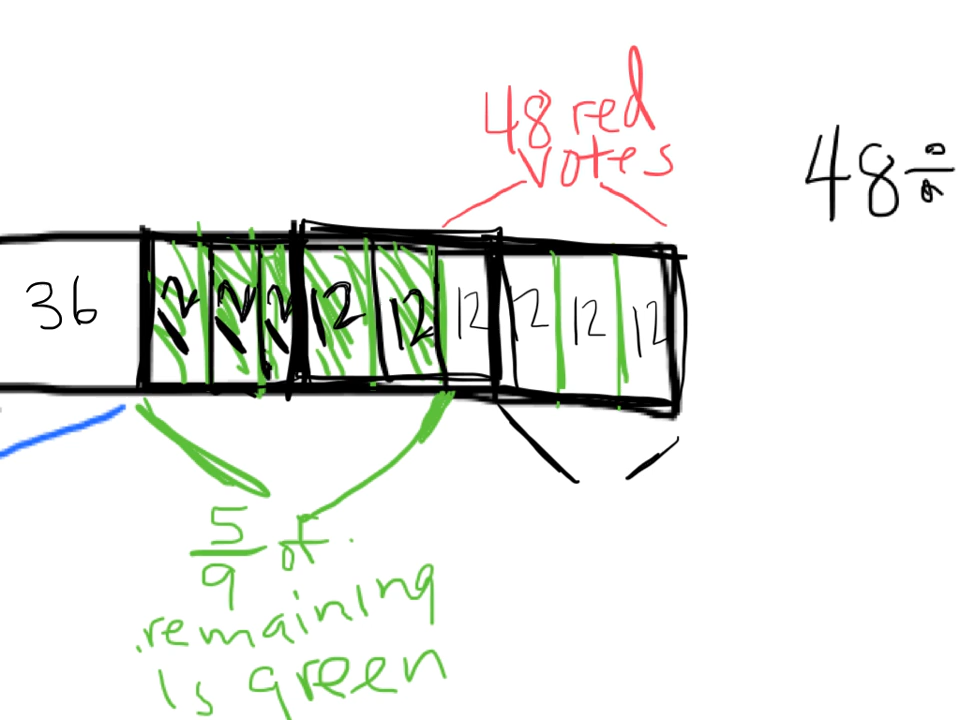 48 red
votes
48÷
36 12 12 12 12 12 12 12 12 12
5/9 of
remaining
is green